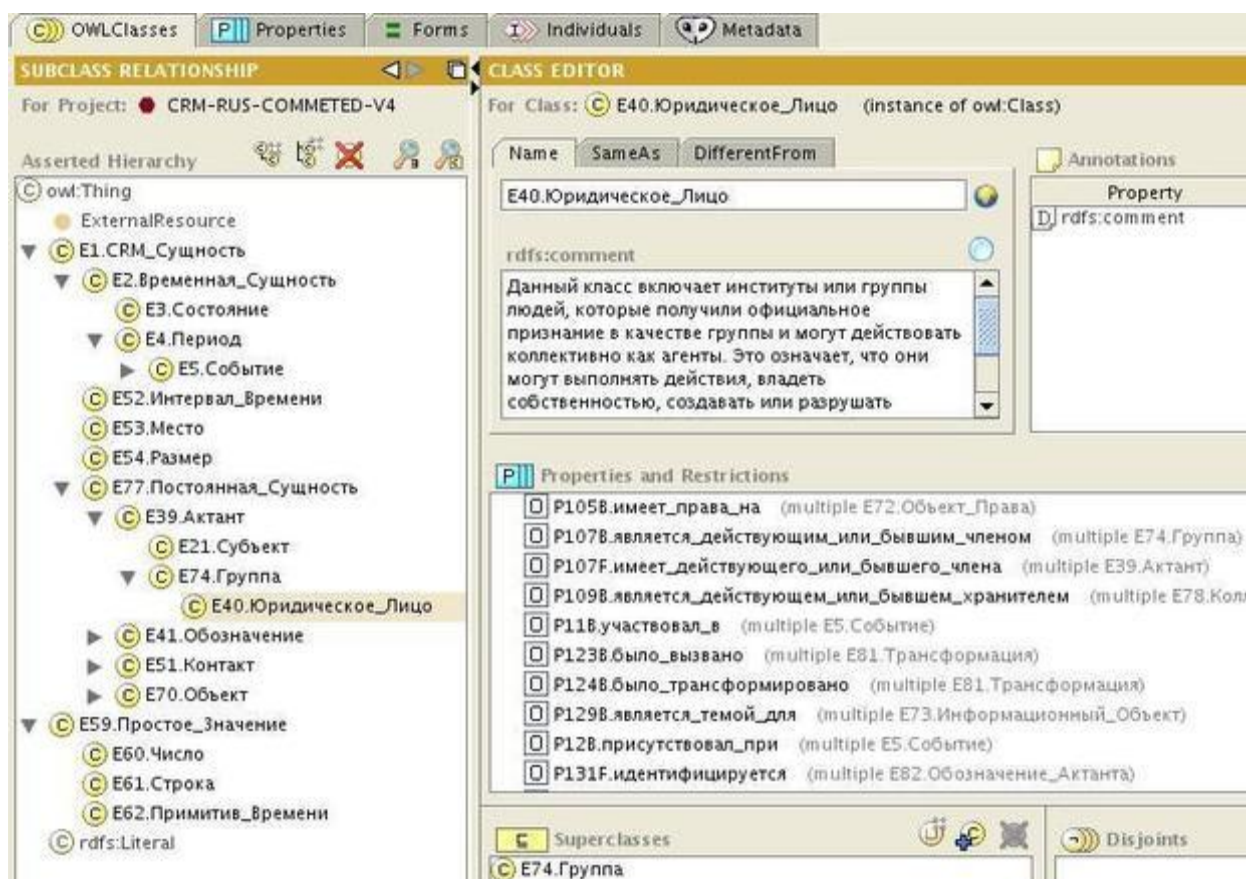 OWLClasses Properties Forms Individuals Metadata
SUBCLASS RELATIONSHIP
For Project: CRM-RUS-COMMETED-V4
Asserted Hierarchy
owl:Thing
ExternalResource
E1.CRM_Сущность
E2.Временная_Сущность
E3.Состояние
E4.Период
E5.Событие
E52.Интервал_Времени
E53.Место
E54.Размер
E77.Постоянная_Сущность
E39.Актант
E21.Субъект
E74.Группа
E40.Юридическое_Лицо
E41.Обозначение
E51.Контакт
E70.Объект
E59.Простое_Значение
E60.Число
E61.Строка
E62.Примитив_Времени
rdfs:Literal
CLASS EDITOR
For Class: E40.Юридическое_Лицо (instance of owl:Class)
Name SameAs DifferentFrom
E40.Юридическое_Лицо
rdfs:comment
Данный класс включает институты или группы
людей, которые получили официальное
признание в качестве группы и могут действовать
коллективно как агенты. Это означает, что они
могут выполнять действия, владеть
собственностью, создавать или разрушать
Annotations
Property
rdfs:comment
Properties and Restrictions
P105B.имеет_права_на (multiple E72.Объект_Права)
P107B.является_действующим_или_бывшим_членом (multiple E74.Группа)
P107F.имеет_действующего_или_бывшего_члена (multiple E39.Актант)
P109B.является_действующем_или_бывшем_хранителем (multiple E78.Кол
P11B.участвовал_в (multiple E5.Событие)
P123B.было_вызвано (multiple E81.Трансформация)
P124B.было_трансформировано (multiple E81.Трансформация)
P129B.является_темой_для (multiple E73.Информационный_Объект)
P12B.присутствовал_при (multiple E5.Событие)
P131F.идентифицируется (multiple E82.Обозначение_Актанта)
Superclasses
E74.Группа
Disjoints